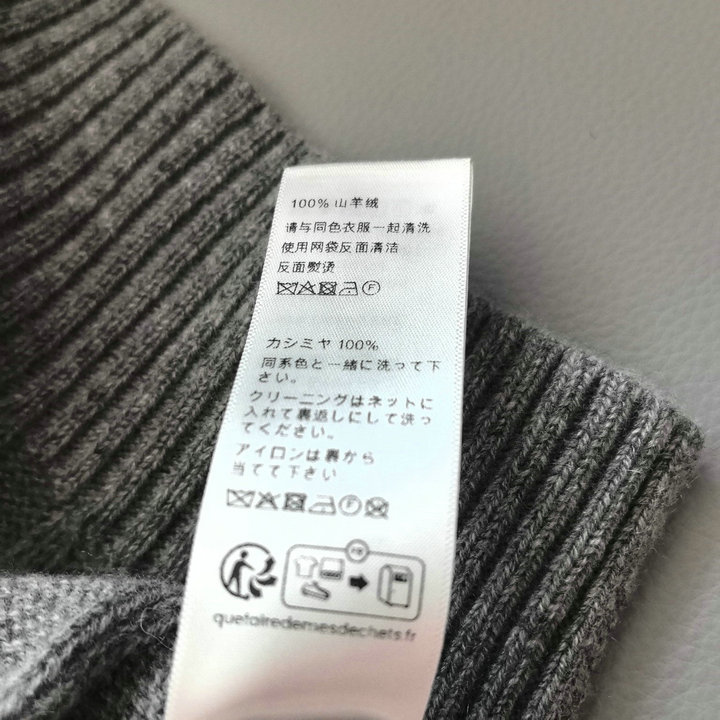 100% 山羊绒
请与同色衣服一起清洗
使用网袋反面清洁
反面熨烫
カシミヤ 100%
同系色と一緒に洗って下
さい。
クリーニングはネットに
入れて裏返しにして洗っ
てください。
アイロンは裏から
当てて下さい
FR
quefairedemesdechets.fr